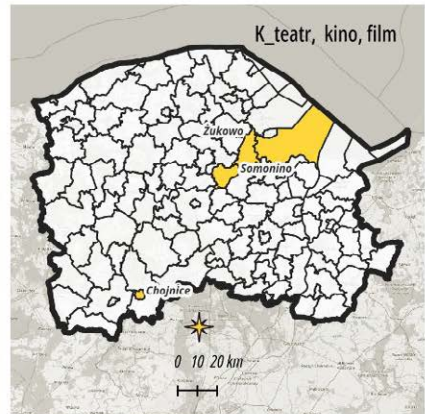 K_teatr, kino, film
Żukowo
Somonino
Chojnice
0 10 20 km